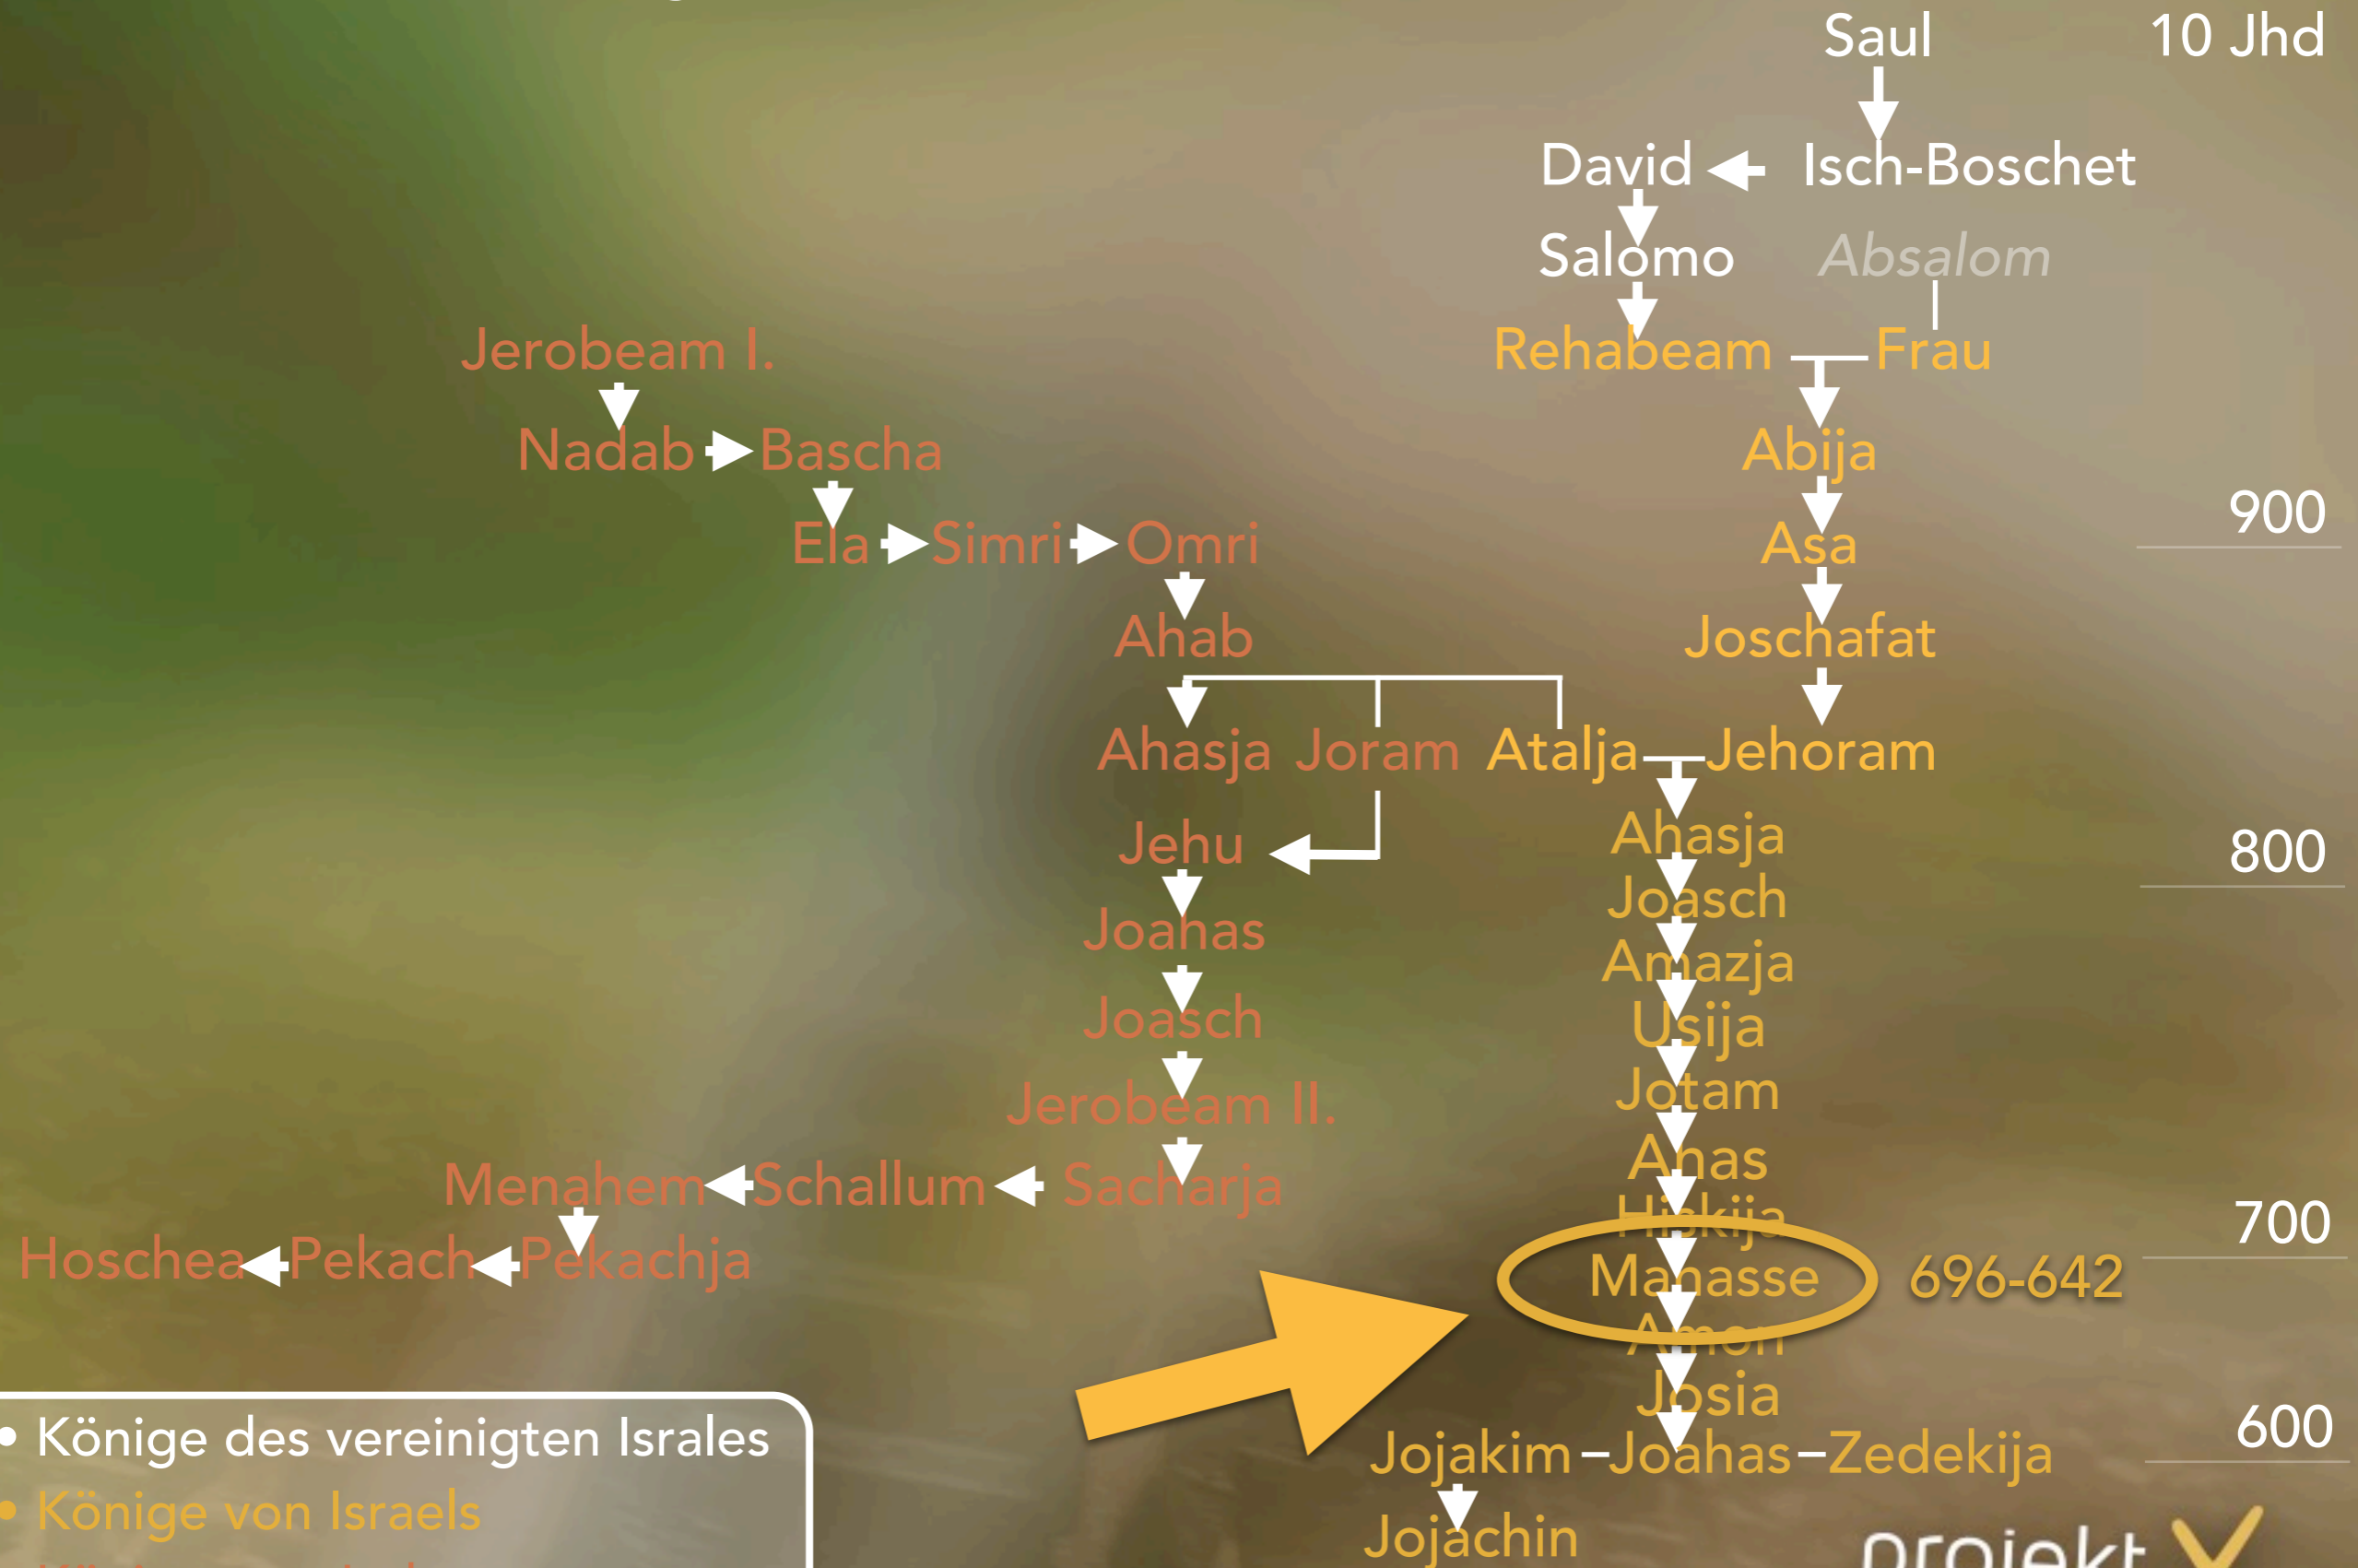 Saul 10 Jhd
David Isch-Boschet
Salomo Absalom
Jerobeam I. Rehabeam Frau
Nadab Bascha Abija
900
Ela Simri Omri Asa
Ahab Joschafat
Ahasja Joram Atalja Jehoram
Jehu Ahasja 800
Joasch
Joahas
Amazja
Joasch Usija
Jerobeam II. Jotam
Menahem Schallum Sacharja Ahas
Hiskija 700
Hoschea Pekach Pekachja Manasse 696-642
Amon
Josia
• Könige des vereinigten Israles Jojakim – Joahas – Zedekija 600
• Könige von Israels Jojachin
projekt